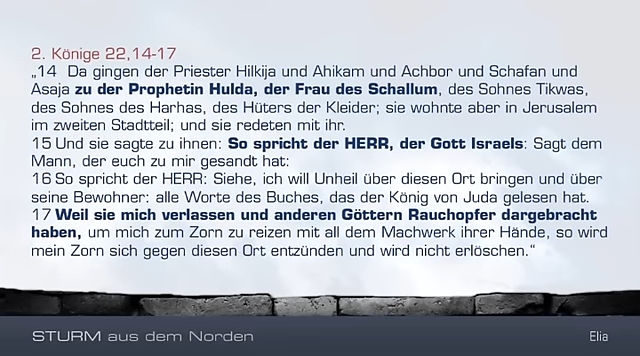 2. Könige 22,14-17
„14 Da gingen der Priester Hilkija und Ahikam und Achbor und Schafan und
Asaja zu der Prophetin Hulda, der Frau des Schallum, des Sohnes Tikwas,
des Sohnes des Harhas, des Hüters der Kleider; sie wohnte aber in Jerusalem
im zweiten Stadtteil; und sie redeten mit ihr.
15 Und sie sagte zu ihnen: So spricht der HERR, der Gott Israels: Sagt dem
Mann, der euch zu mir gesandt hat:
16 So spricht der HERR: Siehe, ich will Unheil über diesen Ort bringen und über
seine Bewohner: alle Worte des Buches, das der König von Juda gelesen hat.
17 Weil sie mich verlassen und anderen Göttern Rauchopfer dargebracht
haben, um mich zum Zorn zu reizen mit all dem Machwerk ihrer Hände, so wird
mein Zorn sich gegen diesen Ort entzünden und wird nicht erlöschen.“
STURM aus dem Norden
Elia